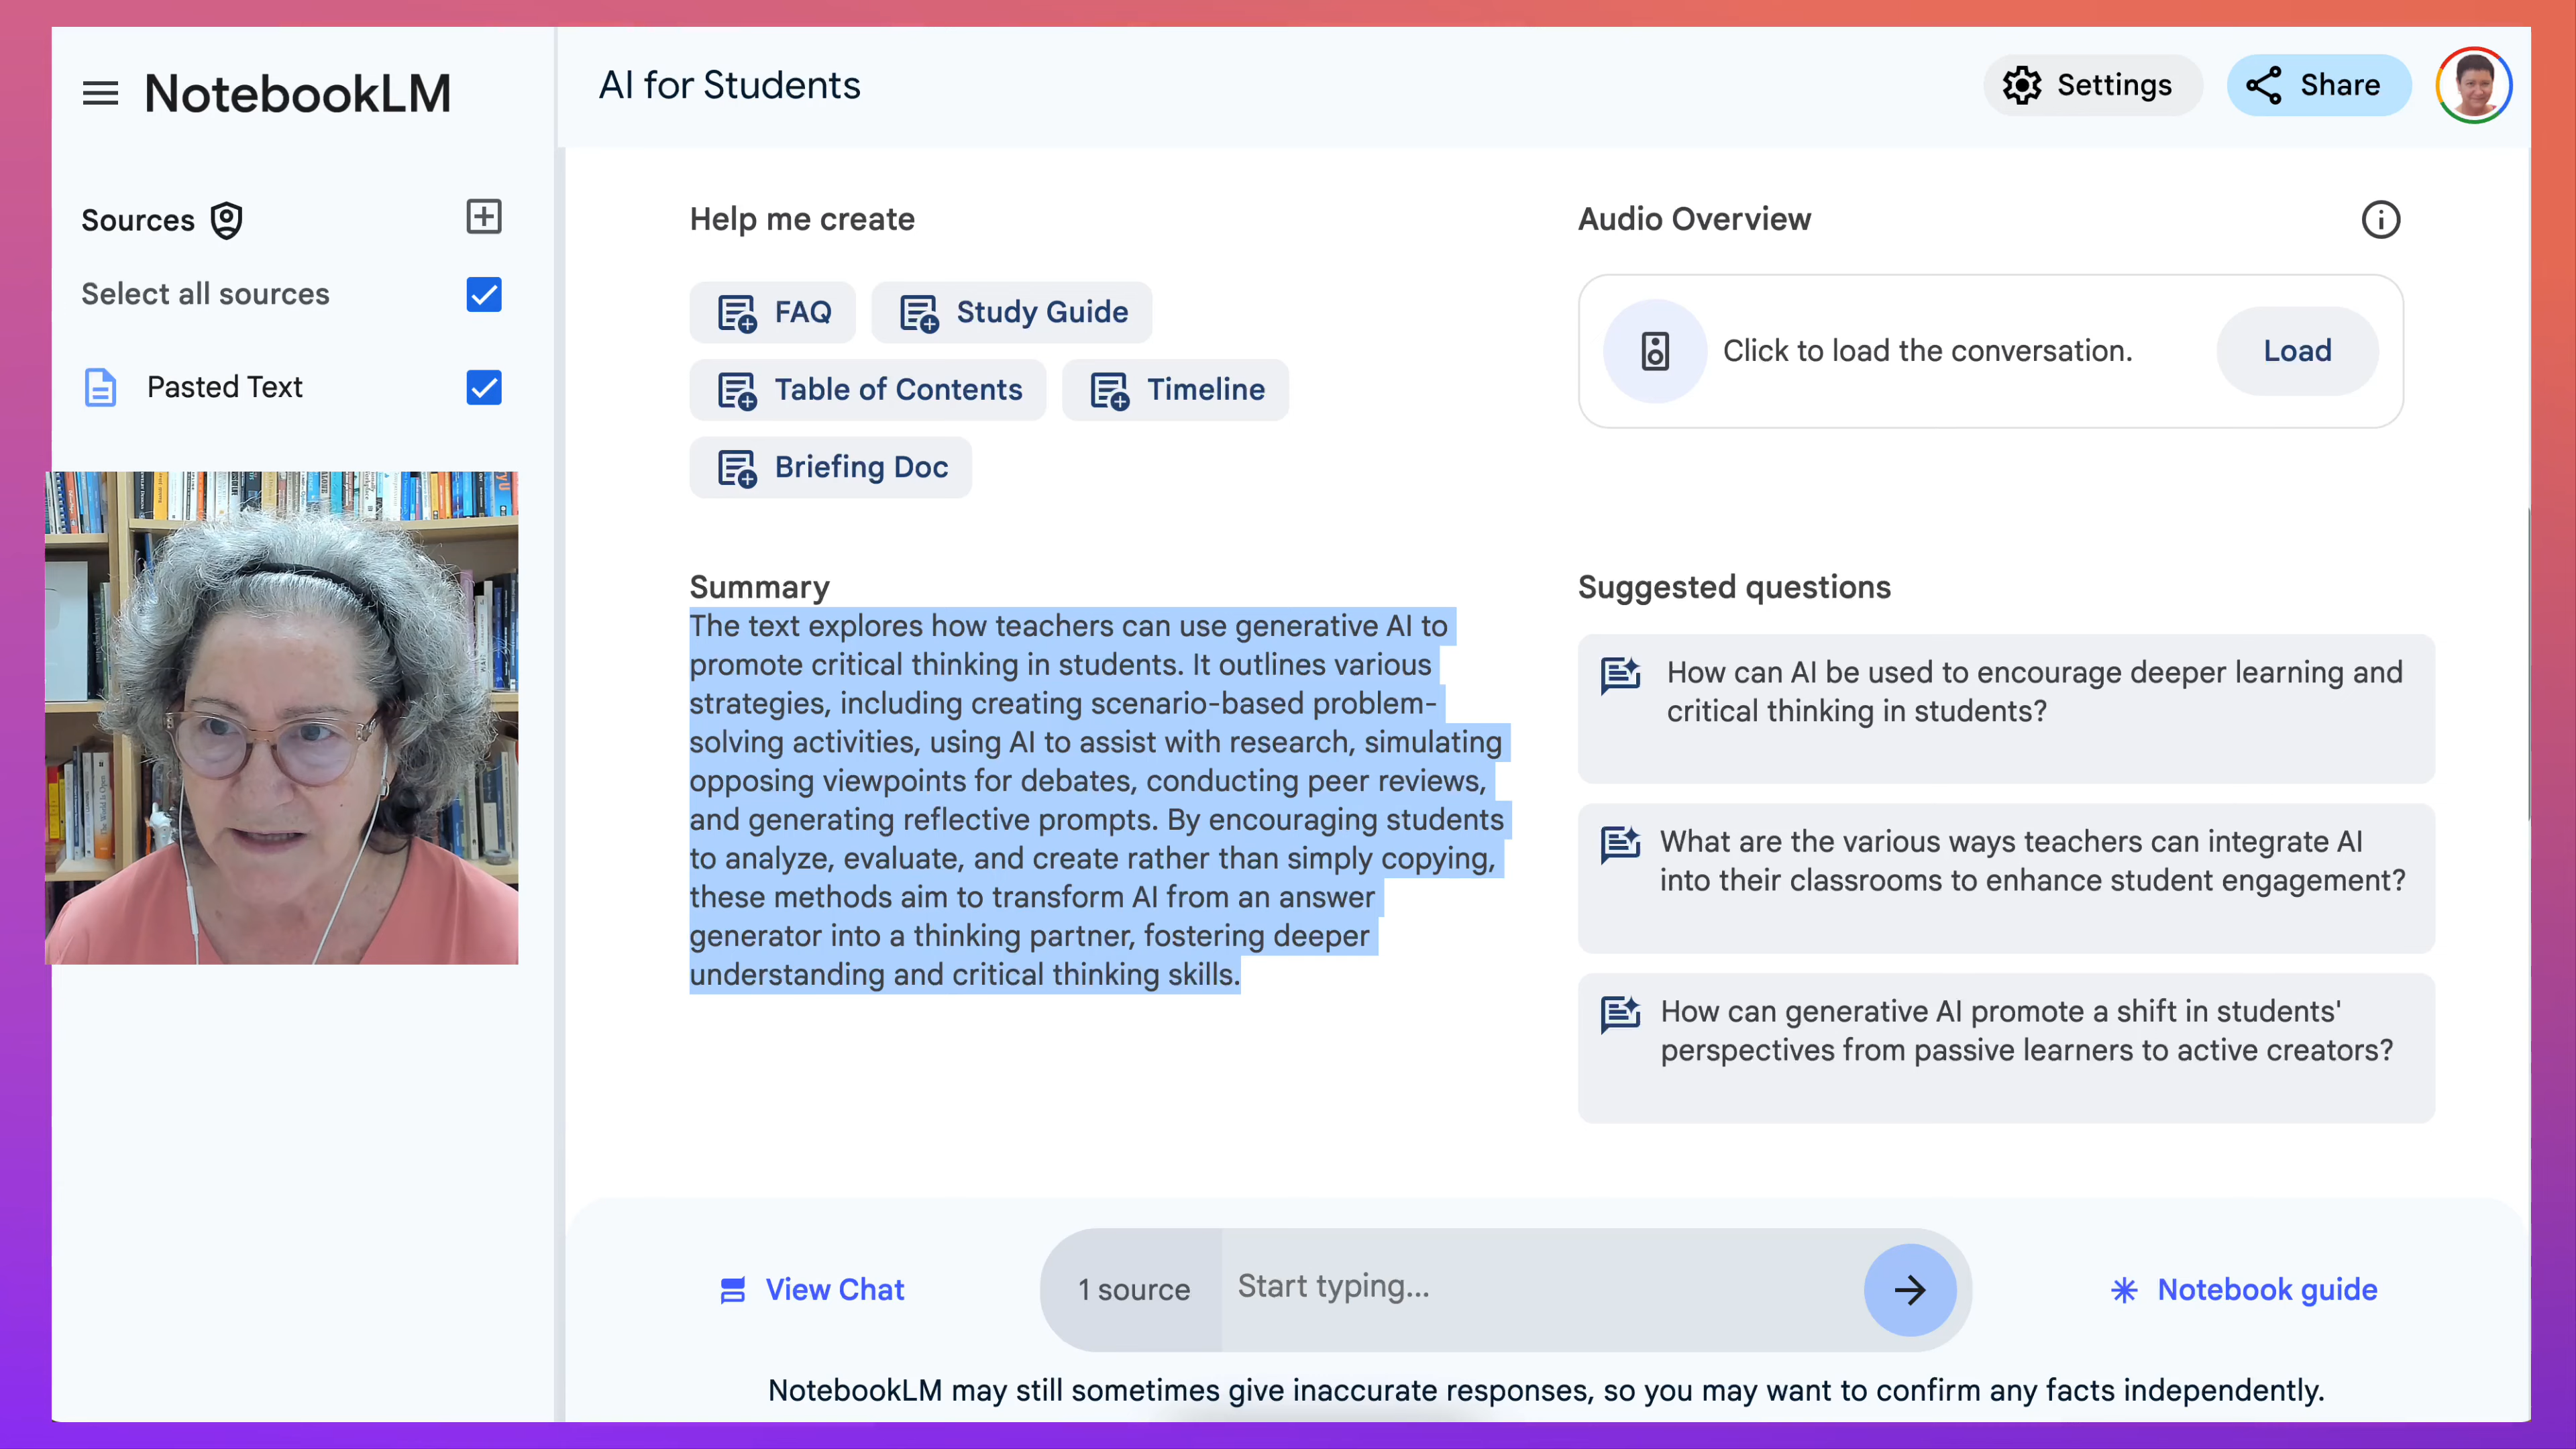 NotebookLM
AI for Students
Settings
Share
Sources
Select all sources
Pasted Text
Help me create
FAQ
Study Guide
Table of Contents
Timeline
Briefing Doc
Audio Overview
Click to load the conversation.
Load
Summary
The text explores how teachers can use generative AI to
promote critical thinking in students. It outlines various
strategies, including creating scenario-based problem-
solving activities, using AI to assist with research, simulating
opposing viewpoints for debates, conducting peer reviews,
and generating reflective prompts. By encouraging students
to analyze, evaluate, and create rather than simply copying,
these methods aim to transform AI from an answer
generator into a thinking partner, fostering deeper
understanding and critical thinking skills.
Suggested questions
How can AI be used to encourage deeper learning and
critical thinking in students?
What are the various ways teachers can integrate AI
into their classrooms to enhance student engagement?
How can generative AI promote a shift in students'
perspectives from passive learners to active creators?
View Chat
1 source
Start typing...
Notebook guide
NotebookLM may still sometimes give inaccurate responses, so you may want to confirm any facts independently.